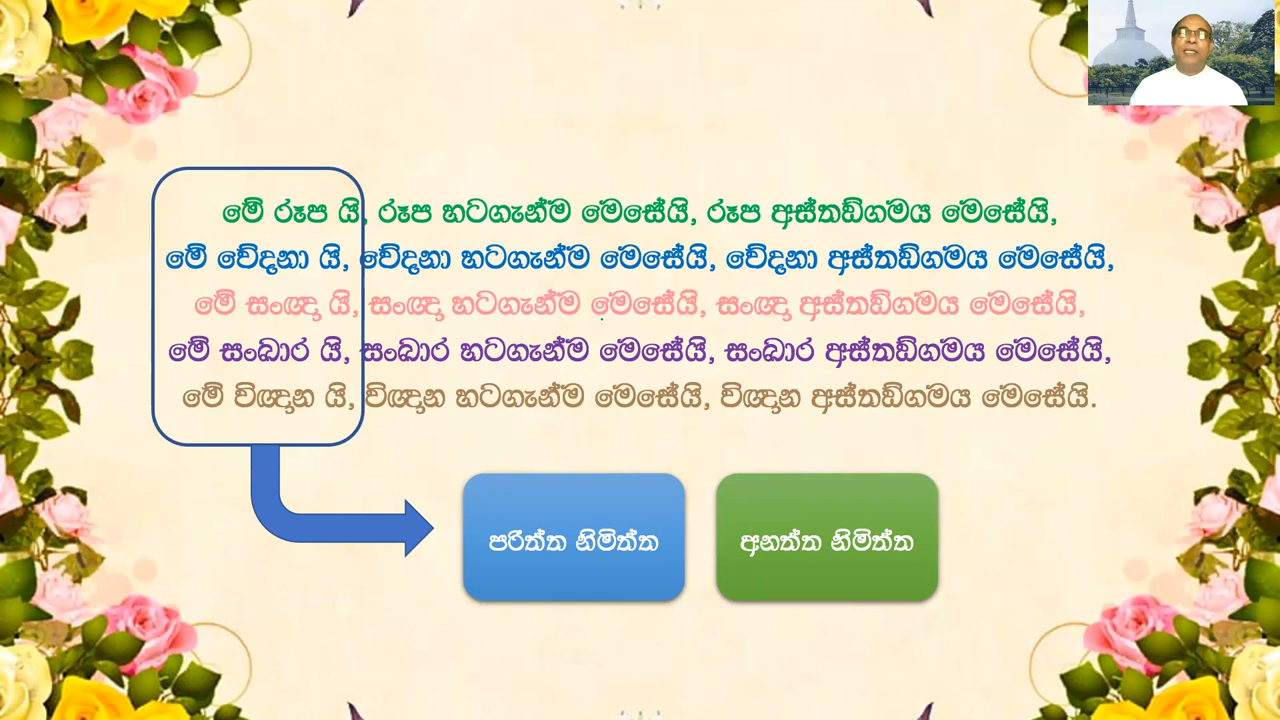 මේ රූප යි, රූප හටගැන්ම මෙසේයි, රූප අස්තඞ්ගමය මෙසේයි,
මේ වේදනා යි, වේදනා හටගැන්ම මෙසේයි, වේදනා අස්තඞ්ගමය මෙසේයි,
මේ සංඥා යි, සංඥා හටගැන්ම මෙසේයි, සංඥා අස්තඞ්ගමය මෙසේයි,
මේ සංඛාර යි, සංඛාර හටගැන්ම මෙසේයි, සංඛාර අස්තඞ්ගමය මෙසේයි,
මේ විඥාන යි, විඥාන හටගැන්ම මෙසේයි, විඥාන අස්තඞ්ගමය මෙසේයි.
පරිත්ත නිමිත්ත
අනත්ත නිමිත්ත